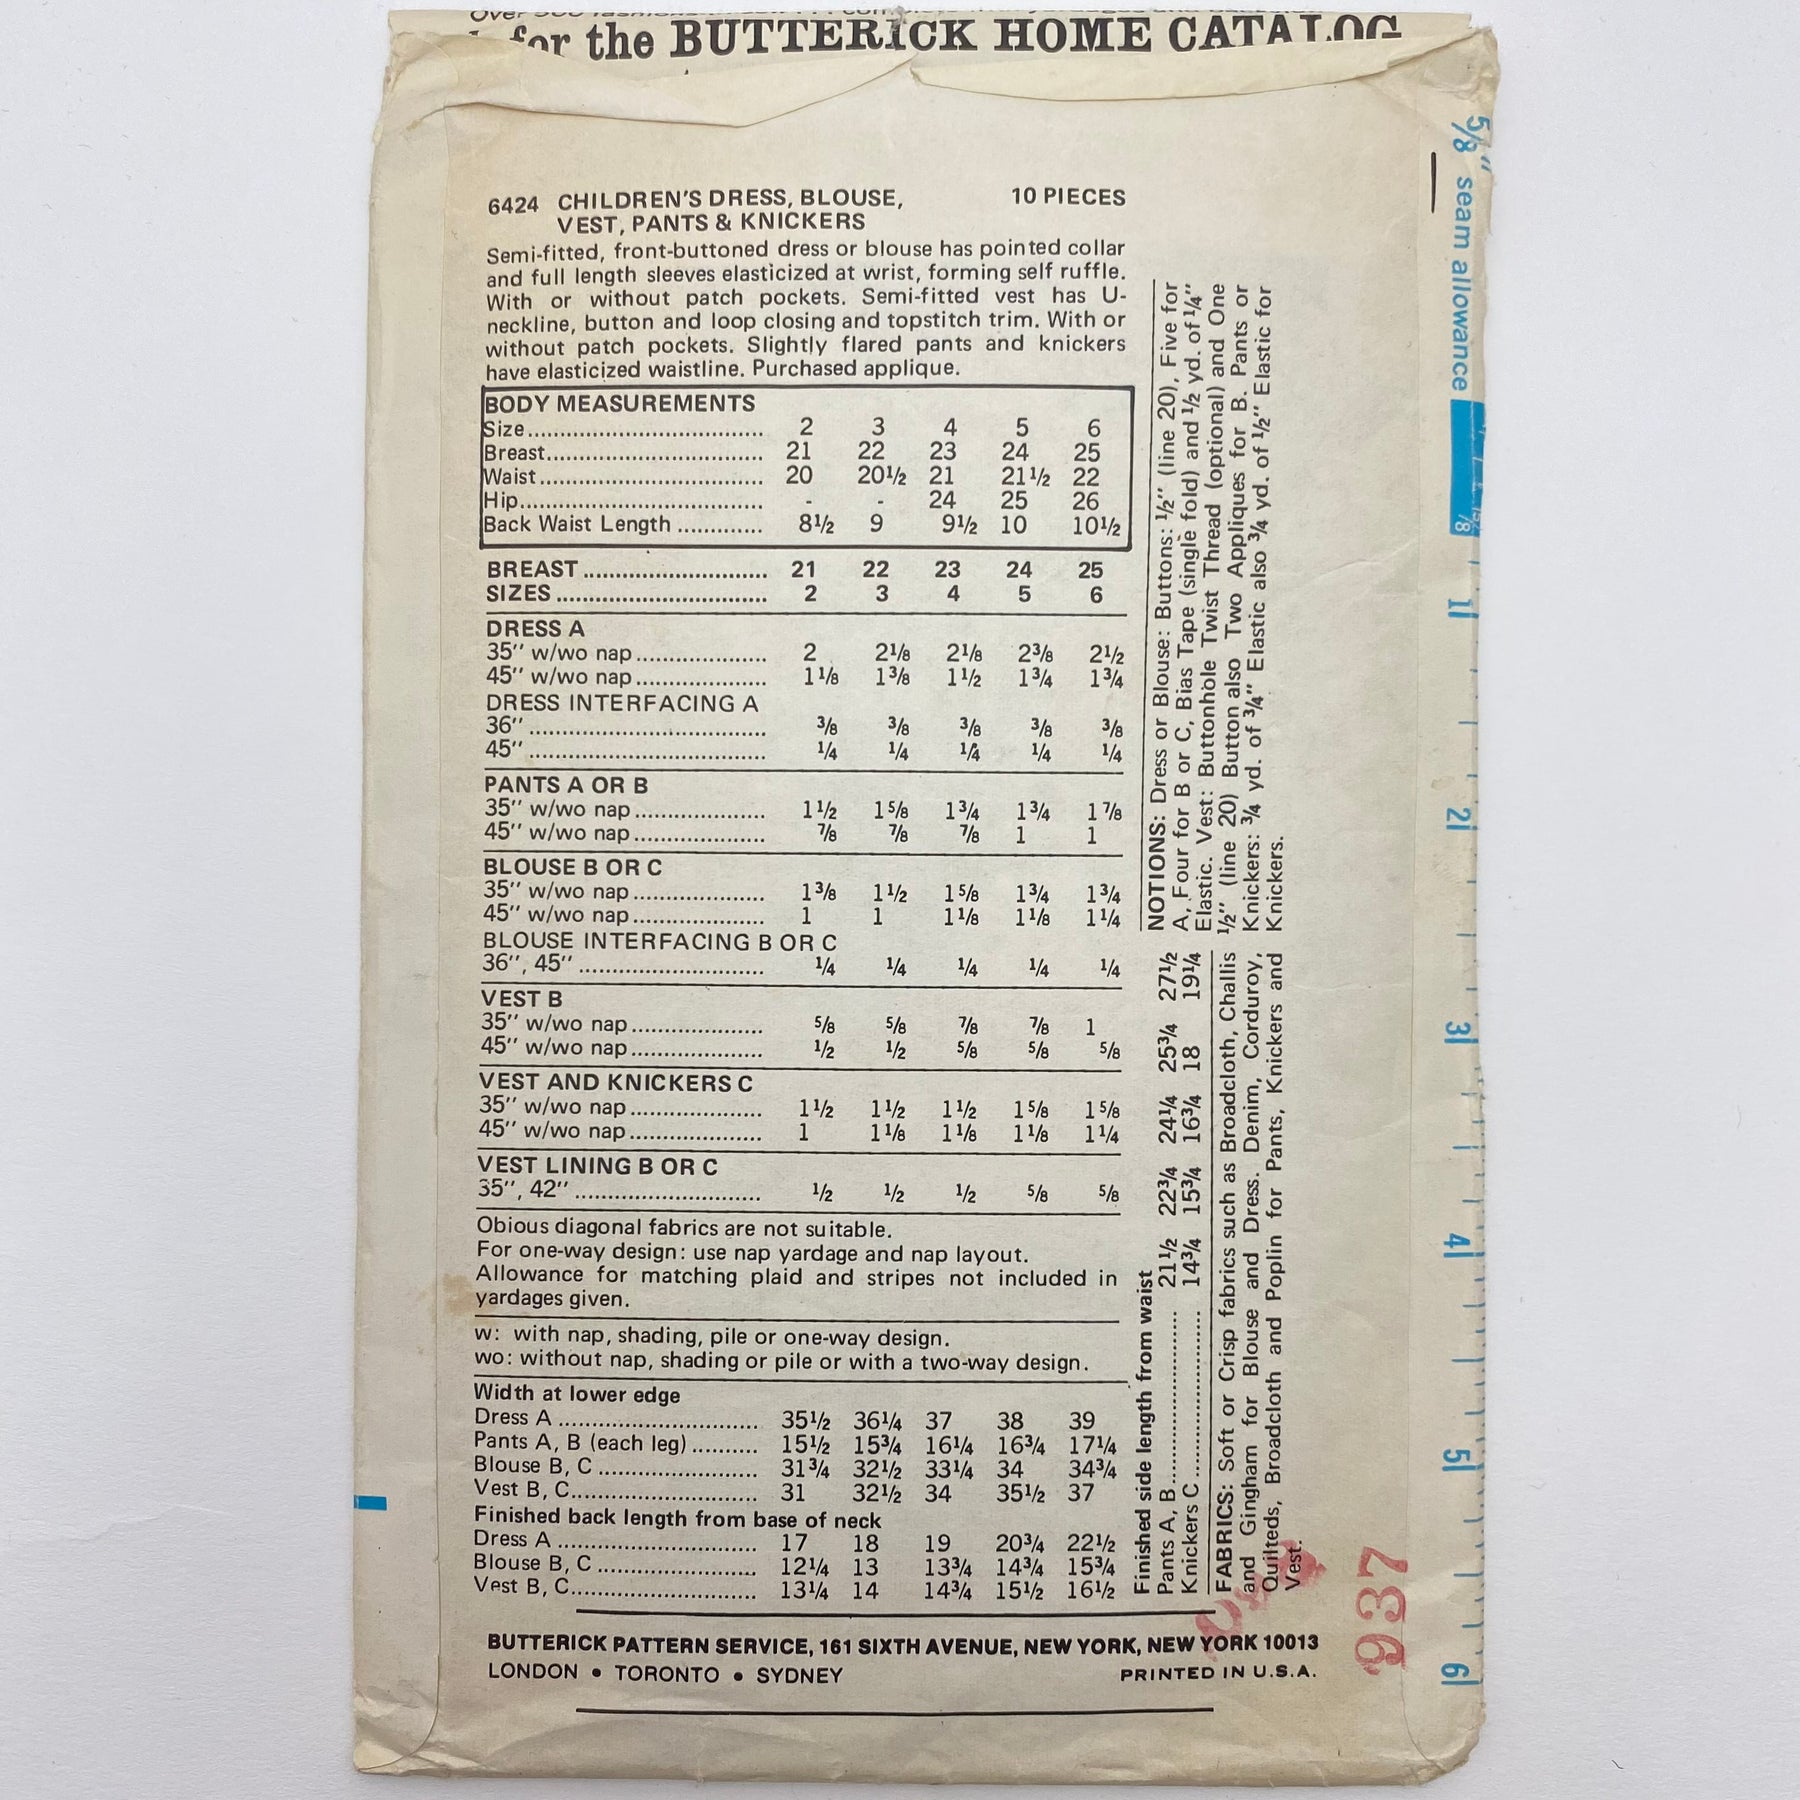 for the BUTTERICK HOME CATALOG
6424 CHILDREN'S DRESS, BLOUSE, 10 PIECES
VEST, PANTS & KNICKERS
Semi-fitted, front-buttoned dress or blouse has pointed collar
and full length sleeves elasticized at wrist, forming self ruffle.
With or without patch pockets. Semi-fitted vest has U-
neckline, button and loop closing and topstitch trim. With or
without patch pockets. Slightly flared pants and knickers
have elasticized waistline. Purchased applique.
BODY MEASUREMENTS
Size 2 3 4 5 6
Breast 21 22 23 24 25
Waist 20 20½ 21 21½ 22
Hip - - 24 25 26
Back Waist Length 8½ 9 9½ 10 10½
BREAST 21 22 23 24 25
SIZES 2 3 4 5 6
DRESS A
35" w/wo nap 2 2⅛ 2⅛ 2⅜ 2½
45" w/wo nap 1⅛ 1⅜ 1½ 1¾ 1¾
DRESS INTERFACING A
36" ⅜ ⅜ ⅜ ⅜ ⅜
45" ¼ ¼ ¼ ¼ ¼
PANTS A OR B
35" w/wo nap 1½ 1⅝ 1¾ 1¾ 1⅞
45" w/wo nap ⅞ ⅞ ⅞ 1 1
BLOUSE B OR C
35" w/wo nap 1⅜ 1½ 1⅝ 1¾ 1¾
45" w/wo nap 1 1 1⅛ 1⅛ 1¼
BLOUSE INTERFACING B OR C
36", 45" ¼ ¼ ¼ ¼ ¼
VEST B
35" w/wo nap ⅝ ⅝ ⅞ ⅞ 1
45" w/wo nap ½ ½ ⅝ ⅝ ⅝
VEST AND KNICKERS C
35" w/wo nap 1½ 1½ 1½ 1⅝ 1⅝
45" w/wo nap 1 1⅛ 1⅛ 1⅛ 1¼
VEST LINING B OR C
35", 42" ½ ½ ½ ⅝ ⅝
Obious diagonal fabrics are not suitable.
For one-way design: use nap yardage and nap layout.
Allowance for matching plaid and stripes not included in
yardages given.
w: with nap, shading, pile or one-way design.
wo: without nap, shading or pile or with a two-way design.
Width at lower edge
Dress A 35½ 36¼ 37 38 39
Pants A, B (each leg) 15½ 15¾ 16¼ 16¾ 17¼
Blouse B, C 31¾ 32½ 33¼ 34 34¾
Vest B, C 31 32½ 34 35½ 37
Finished back length from base of neck
Dress A 17 18 19 20¾ 22½
Blouse B, C 12¼ 13 13¾ 14¾ 15¾
Vest B, C 13¼ 14 14¾ 15½ 16½
Finished side length from waist
Pants A, B 21½ 22¾ 24¼ 25¾ 27½
Knickers C 14¾ 15¾ 16¾ 18 19¼
NOTIONS: Dress or Blouse: Buttons: ½" (line 20), Five for
A, Four for B or C, Bias Tape (single fold) and ½ yd. of ¼"
Elastic. Vest: Buttonhole Twist Thread (optional) and One
½" (line 20) Button also Two Appliques for B. Pants or
Knickers: ¾ yd. of ¾" Elastic also ¾ yd. of ½" Elastic for
Knickers.
FABRICS: Soft or Crisp fabrics such as Broadcloth, Challis
and Gingham for Blouse and Dress. Denim, Corduroy,
Quilteds, Broadcloth and Poplin for Pants, Knickers and
Vest.
BUTTERICK PATTERN SERVICE, 161 SIXTH AVENUE, NEW YORK, NEW YORK 10013
LONDON • TORONTO • SYDNEY PRINTED IN U.S.A.
937
5/8" seam allowance
1
2
3
4
5
6